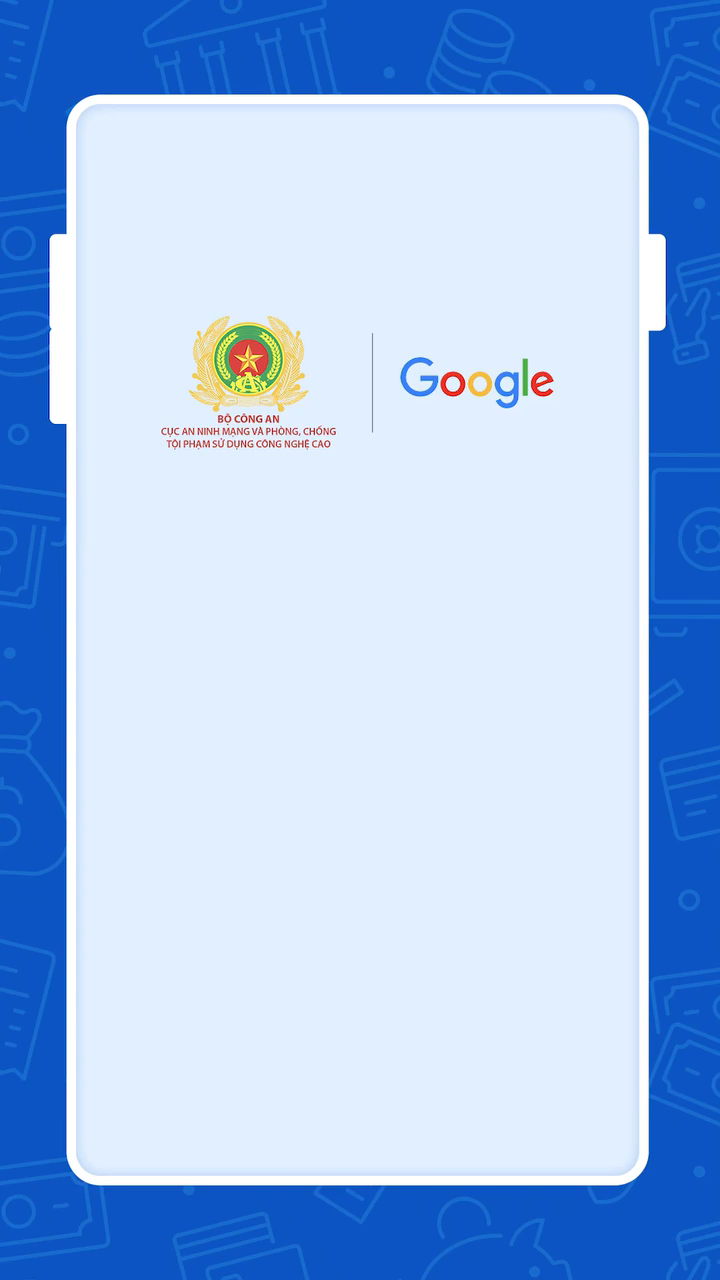 BỘ CÔNG AN
CỤC AN NINH MẠNG VÀ PHÒNG, CHỐNG
TỘI PHẠM SỬ DỤNG CÔNG NGHỆ CAO
Google